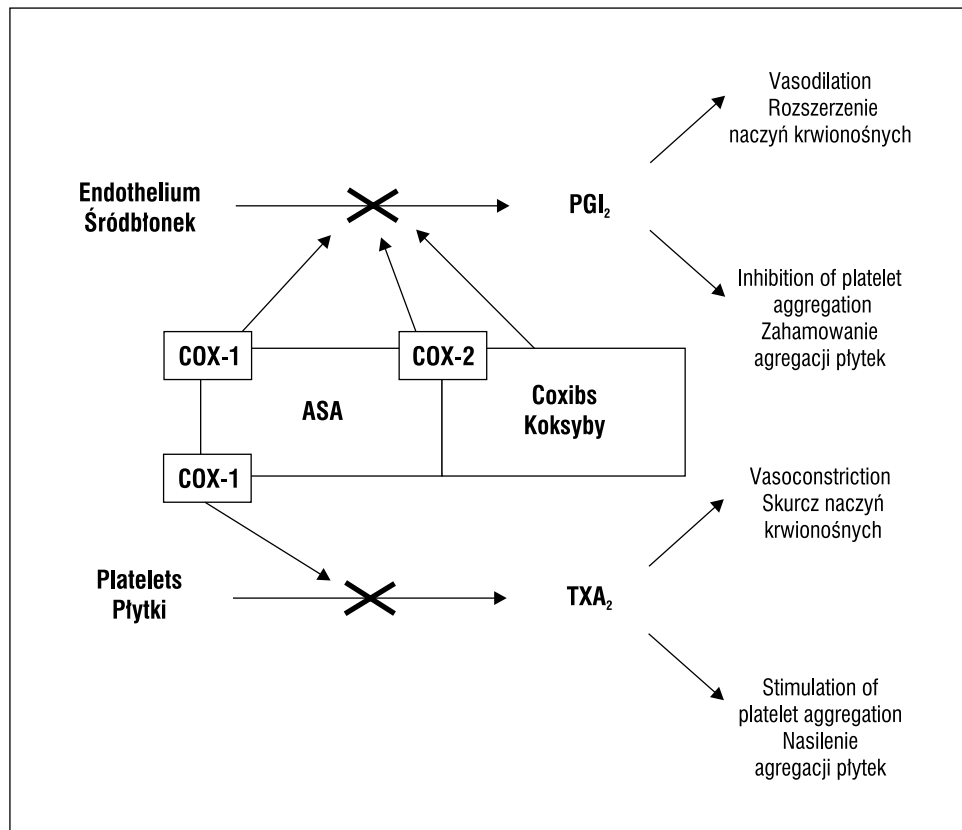 Vasodilation
Rozszerzenie
naczyń krwionośnych
Endothelium
Śródbłonek
PGI₂
Inhibition of platelet
aggregation
Zahamowanie
agregacji płytek
COX-1
COX-2
ASA
Coxibs
Koksyby
COX-1
Vasoconstriction
Skurcz naczyń
krwionośnych
Platelets
Płytki
TXA₂
Stimulation of
platelet aggregation
Nasilenie
agregacji płytek